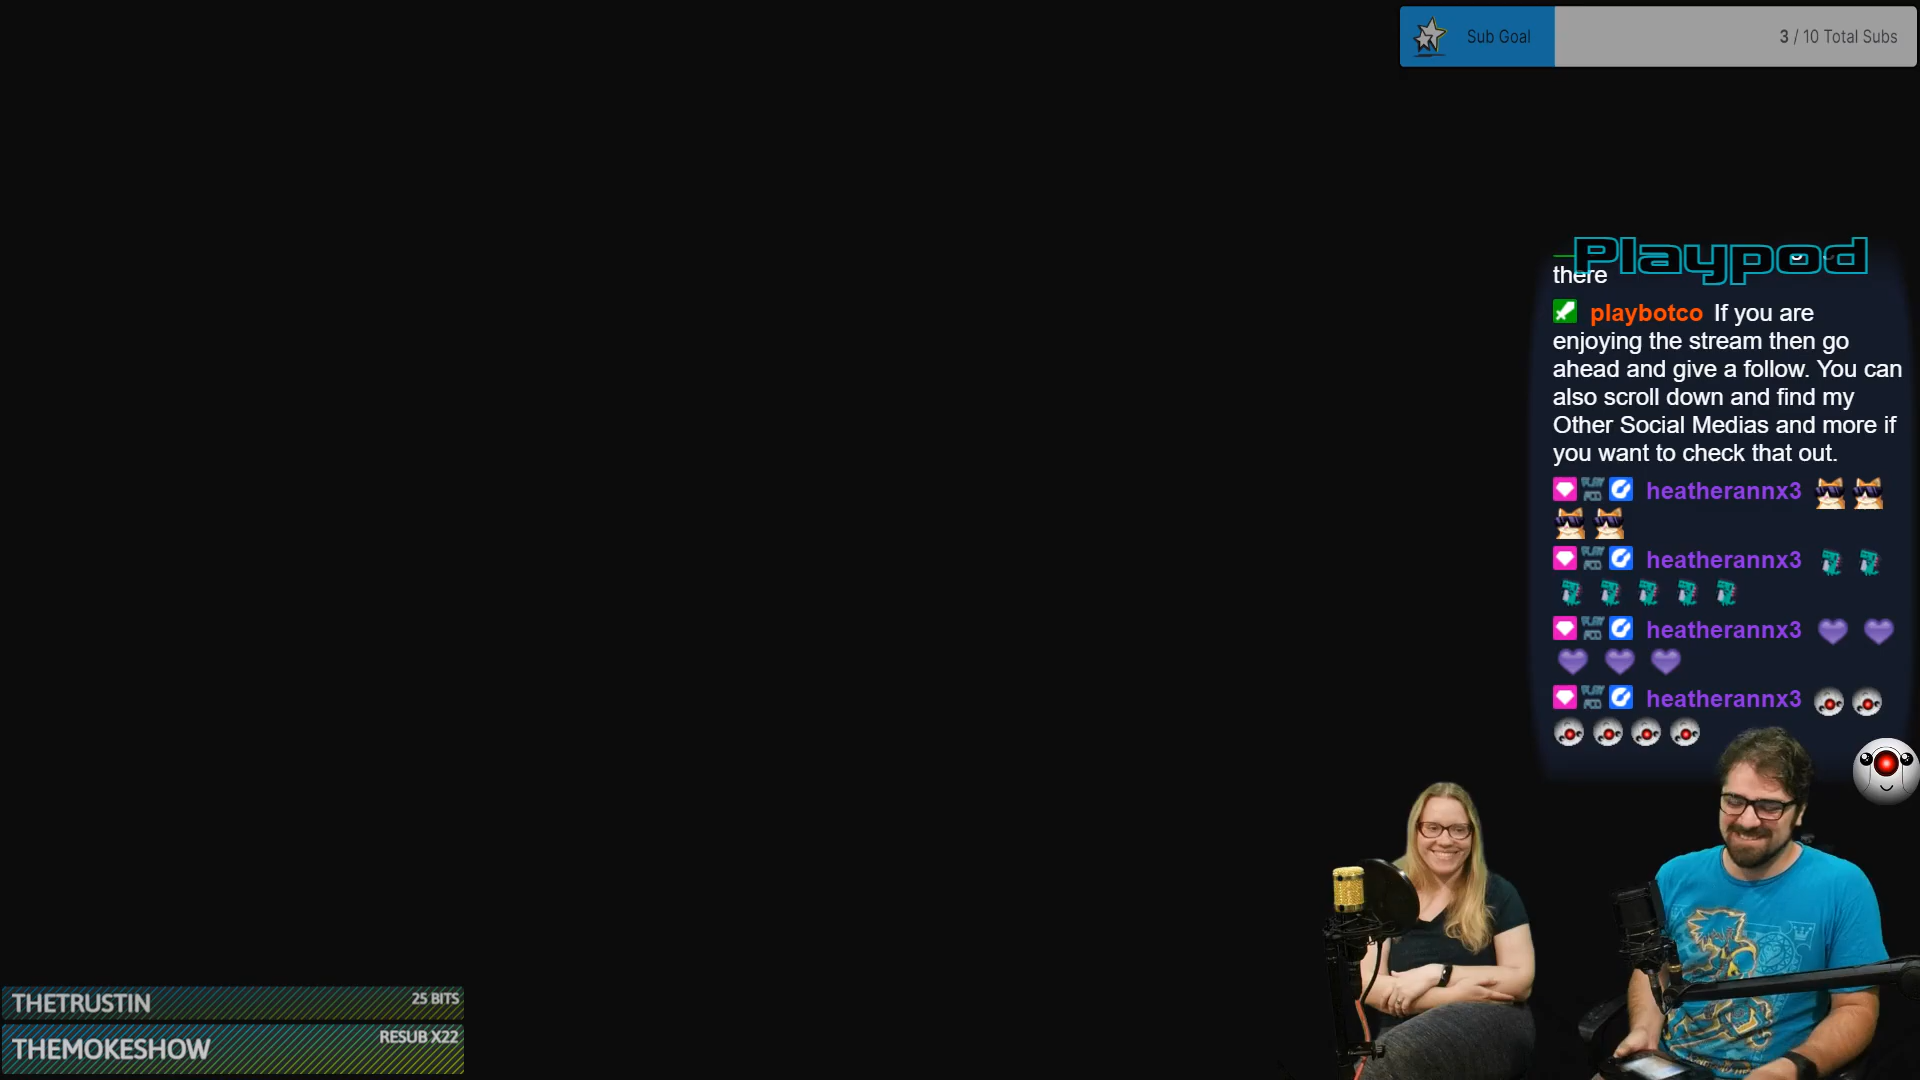 Sub Goal
3 / 10 Total Subs
Playpod
there
playbotco If you are
enjoying the stream then go
ahead and give a follow. You can
also scroll down and find my
Other Social Medias and more if
you want to check that out.
heatherannx3
heatherannx3
heatherannx3
heatherannx3
THETRUSTIN
25 BITS
THEMOKESHOW
RESUB X22